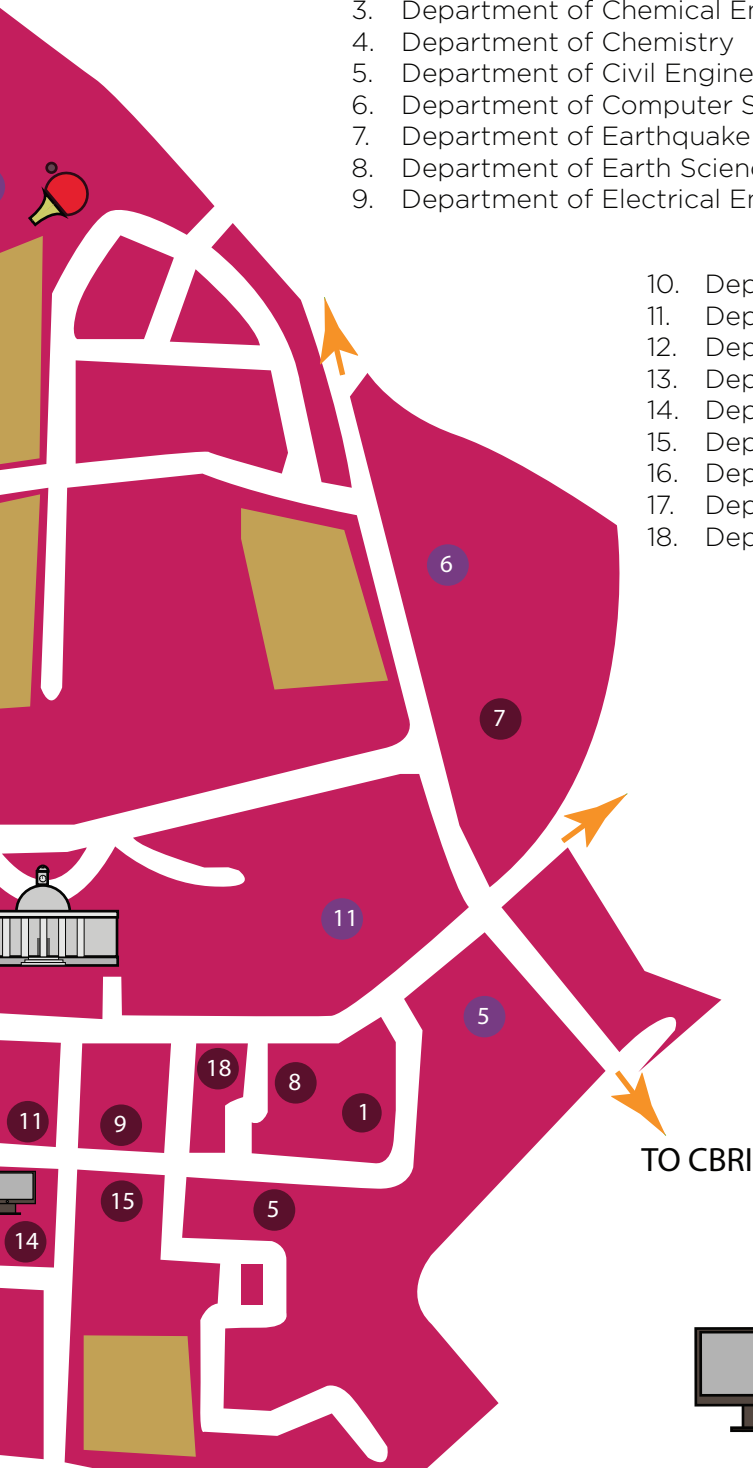 3. Department of Chemical En
4. Department of Chemistry
5. Department of Civil Engine
6. Department of Computer S
7. Department of Earthquake
8. Department of Earth Scien
9. Department of Electrical En
10. Dep
11. Dep
12. Dep
13. Dep
14. Dep
15. Dep
16. Dep
17. Dep
18. Dep
6
7
11
5
18
8
1
11
9
15
5
14
TO CBRI